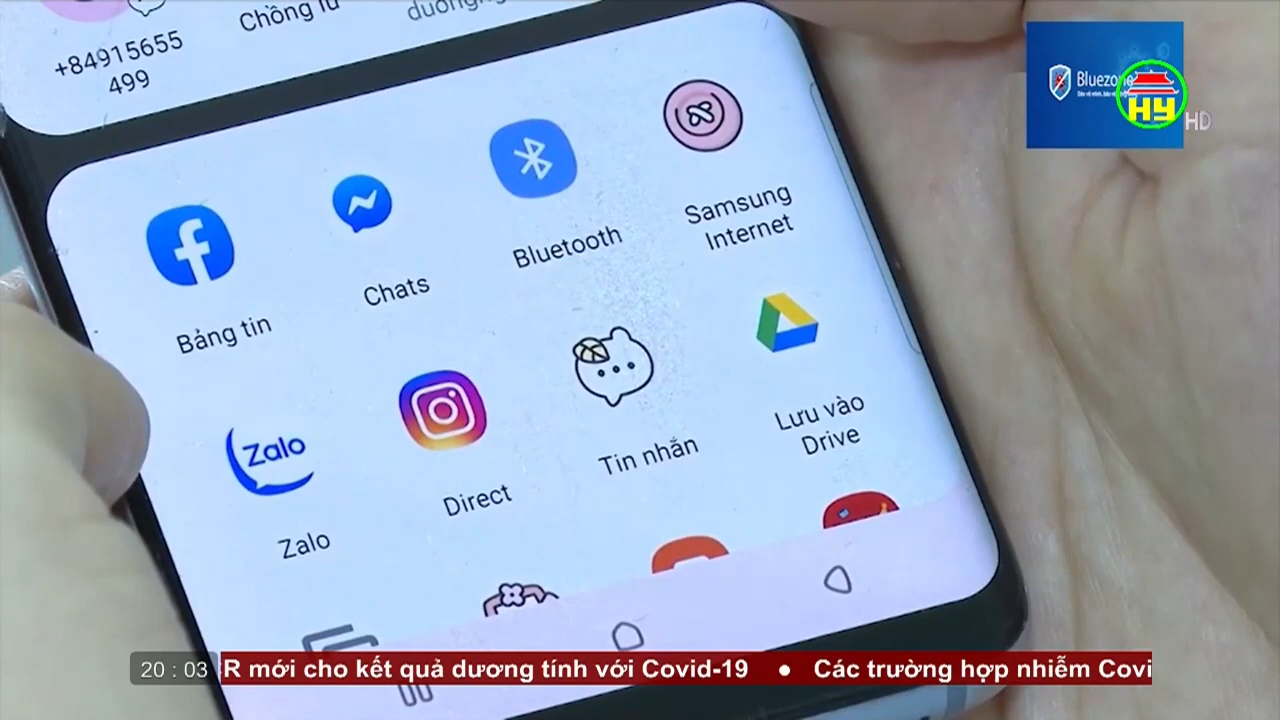 +84915655
499
Chồng iu
Bluezone
HY
HD
Bảng tin
Chats
Bluetooth
Samsung
Internet
Zalo
Zalo
Direct
Tin nhắn
Lưu vào
Drive
20 : 03
R mới cho kết quả dương tính với Covid-19 • Các trường hợp nhiễm Covi